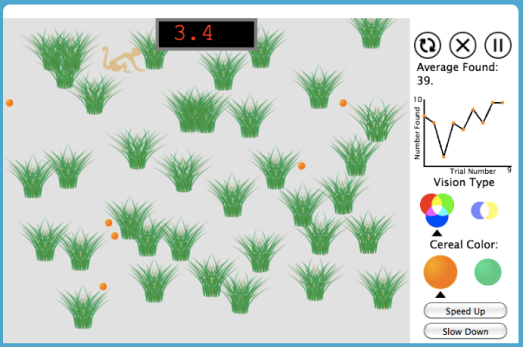 3.4
Average Found:
39.
10
Number Found
Trial Number 9
Vision Type
Cereal Color:
Speed Up
Slow Down